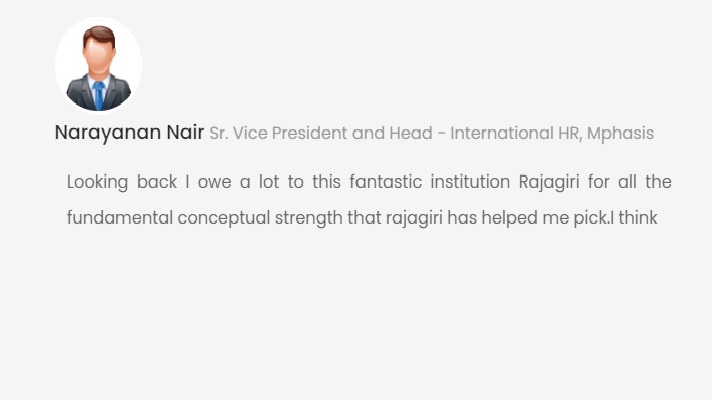 Narayanan Nair Sr. Vice President and Head - International HR, Mphasis
Looking back I owe a lot to this fantastic institution Rajagiri for all the
fundamental conceptual strength that rajagiri has helped me pick.I think